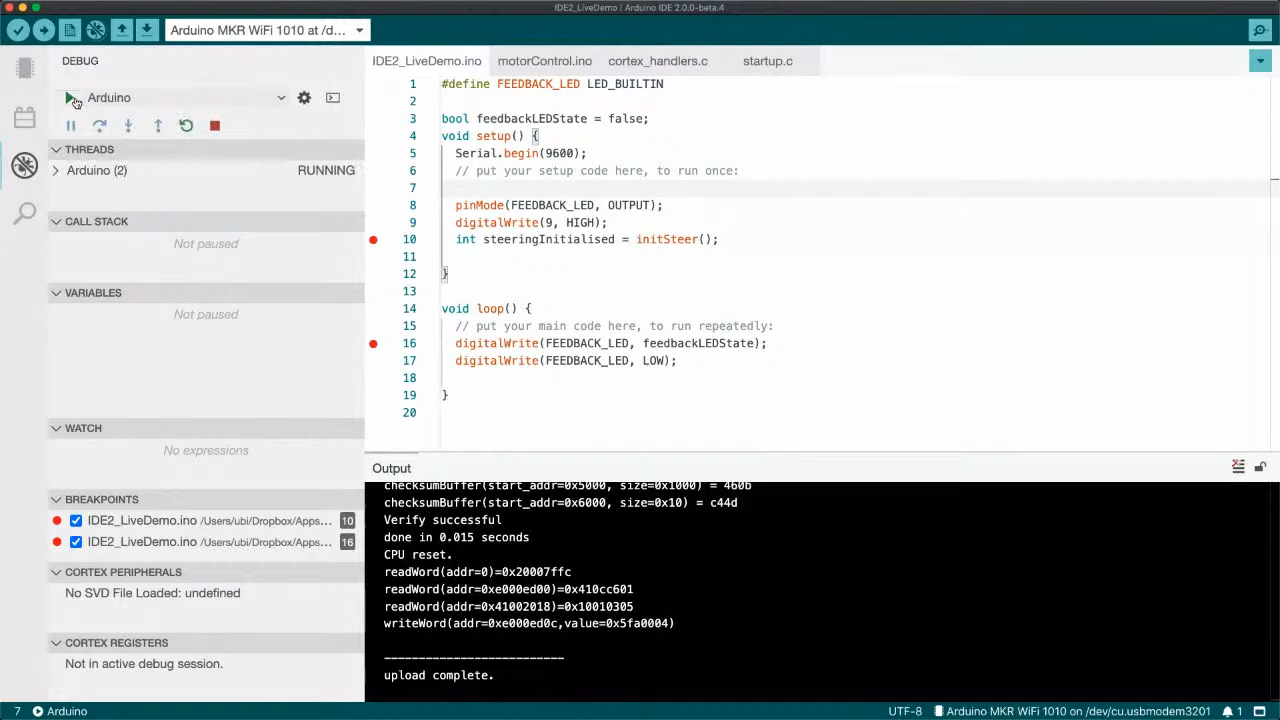 IDE2_LiveDemo | Arduino IDE 2.0.0-beta.4
Arduino MKR WiFi 1010 at /d...
DEBUG
Arduino
THREADS
Arduino (2) RUNNING
CALL STACK
Not paused
VARIABLES
Not paused
WATCH
No expressions
BREAKPOINTS
IDE2_LiveDemo.ino /Users/ubi/Dropbox/Apps... 10
IDE2_LiveDemo.ino /Users/ubi/Dropbox/Apps... 16
CORTEX PERIPHERALS
No SVD File Loaded: undefined
CORTEX REGISTERS
Not in active debug session.
IDE2_LiveDemo.ino motorControl.ino cortex_handlers.c startup.c
1 #define FEEDBACK_LED LED_BUILTIN
2
3 bool feedbackLEDState = false;
4 void setup() {
5 Serial.begin(9600);
6 // put your setup code here, to run once:
7
8 pinMode(FEEDBACK_LED, OUTPUT);
9 digitalWrite(9, HIGH);
10 int steeringInitialised = initSteer();
11
12 }
13
14 void loop() {
15 // put your main code here, to run repeatedly:
16 digitalWrite(FEEDBACK_LED, feedbackLEDState);
17 digitalWrite(FEEDBACK_LED, LOW);
18
19 }
20
Output
checksumBuffer(start_addr=0x5000, size=0x1000) = 460b
checksumBuffer(start_addr=0x6000, size=0x10) = c44d
Verify successful
done in 0.015 seconds
CPU reset.
readWord(addr=0)=0x20007ffc
readWord(addr=0xe000ed00)=0x410cc601
readWord(addr=0x41002018)=0x10010305
writeWord(addr=0xe000ed0c,value=0x5fa0004)
--------------------------
upload complete.
7 Arduino UTF-8 Arduino MKR WiFi 1010 on /dev/cu.usbmodem3201 1